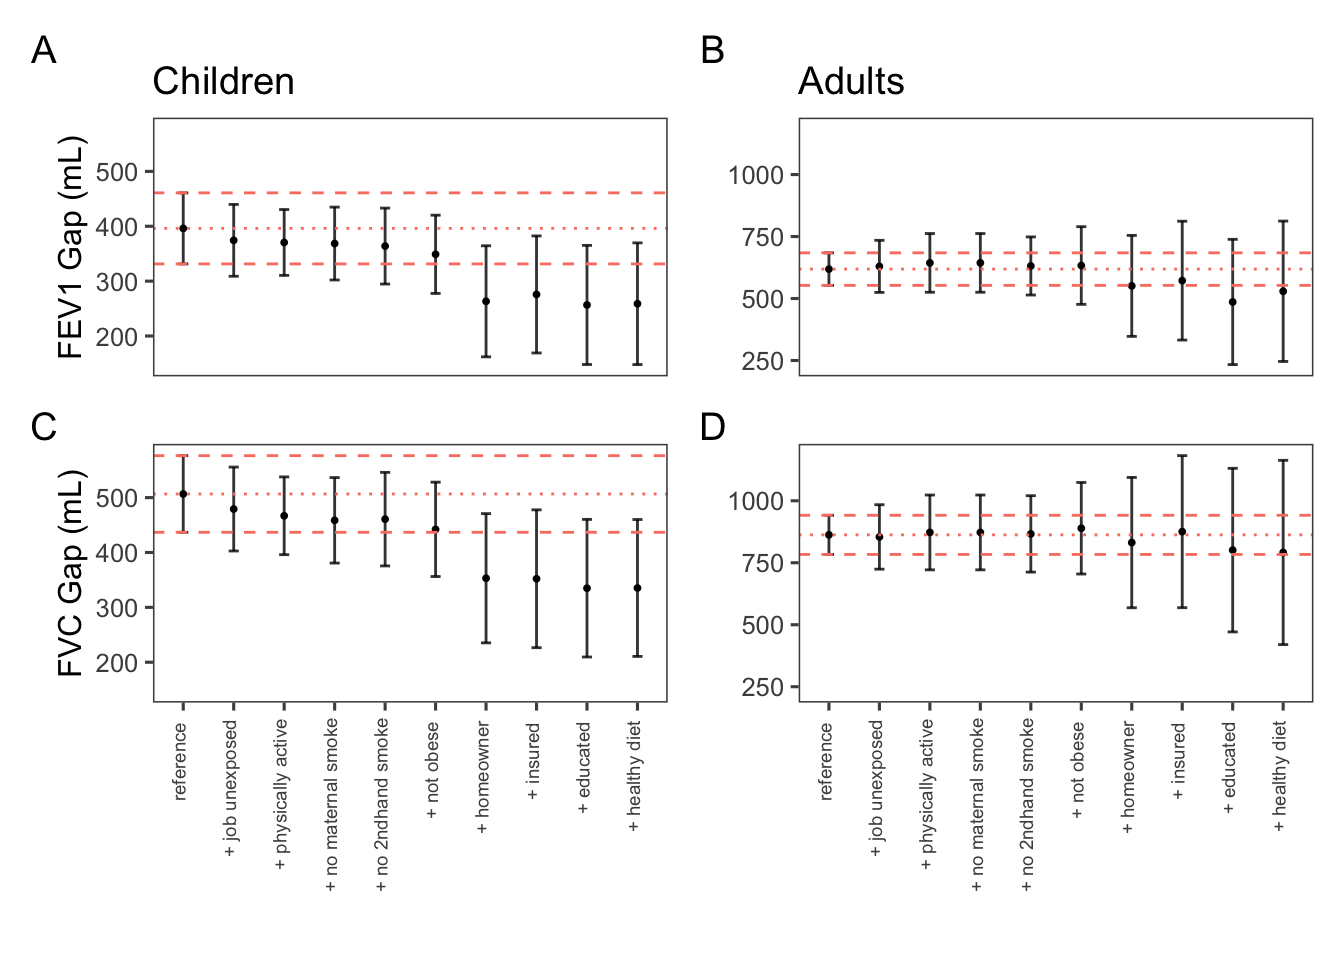 A
Children
FEV1 Gap (mL)
500
400
300
200
B
Adults
1000
750
500
250
C
FVC Gap (mL)
500
400
300
200
reference
+ job unexposed
+ physically active
+ no maternal smoke
+ no 2ndhand smoke
+ not obese
+ homeowner
+ insured
+ educated
+ healthy diet
D
1000
750
500
250
reference
+ job unexposed
+ physically active
+ no maternal smoke
+ no 2ndhand smoke
+ not obese
+ homeowner
+ insured
+ educated
+ healthy diet